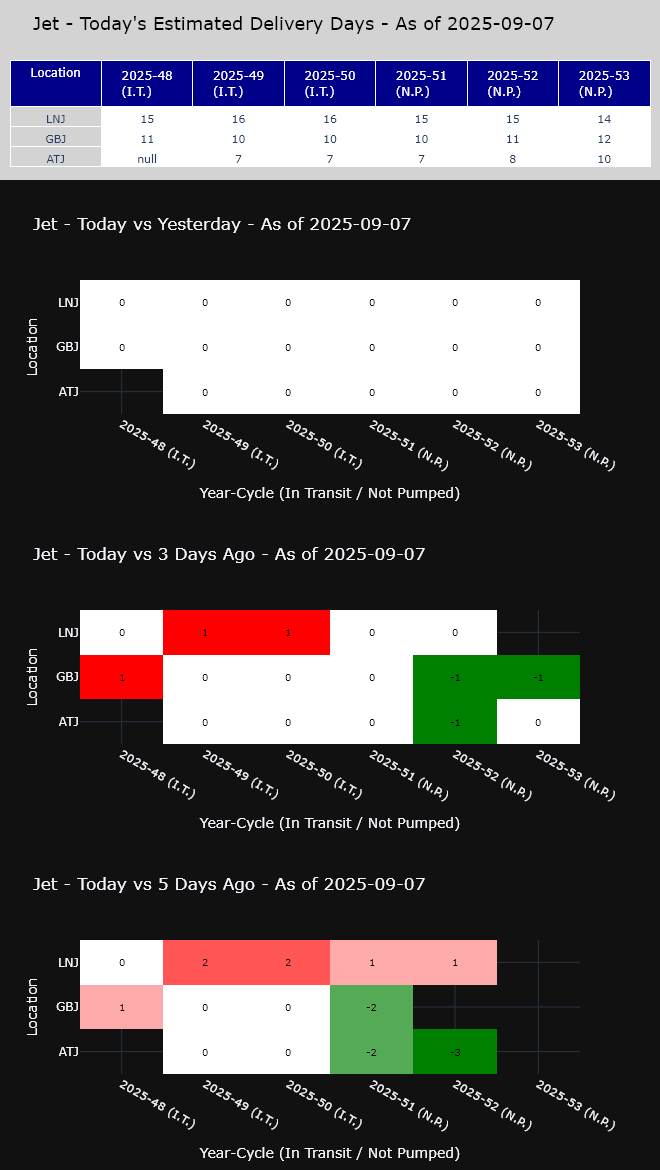 Jet - Today's Estimated Delivery Days - As of 2025-09-07
Location 2025-48 (I.T.) 2025-49 (I.T.) 2025-50 (I.T.) 2025-51 (N.P.) 2025-52 (N.P.) 2025-53 (N.P.)
LNJ 15 16 16 15 15 14
GBJ 11 10 10 10 11 12
ATJ null 7 7 7 8 10
Jet - Today vs Yesterday - As of 2025-09-07
Location
LNJ 0 0 0 0 0 0
GBJ 0 0 0 0 0 0
ATJ 0 0 0 0 0
2025-48 (I.T.) 2025-49 (I.T.) 2025-50 (I.T.) 2025-51 (N.P.) 2025-52 (N.P.) 2025-53 (N.P.)
Year-Cycle (In Transit / Not Pumped)
Jet - Today vs 3 Days Ago - As of 2025-09-07
Location
LNJ 0 1 1 0 0
GBJ 1 0 0 0 -1 -1
ATJ 0 0 0 -1 0
2025-48 (I.T.) 2025-49 (I.T.) 2025-50 (I.T.) 2025-51 (N.P.) 2025-52 (N.P.) 2025-53 (N.P.)
Year-Cycle (In Transit / Not Pumped)
Jet - Today vs 5 Days Ago - As of 2025-09-07
Location
LNJ 0 2 2 1 1
GBJ 1 0 0 -2
ATJ 0 0 -2 -3
2025-48 (I.T.) 2025-49 (I.T.) 2025-50 (I.T.) 2025-51 (N.P.) 2025-52 (N.P.) 2025-53 (N.P.)
Year-Cycle (In Transit / Not Pumped)